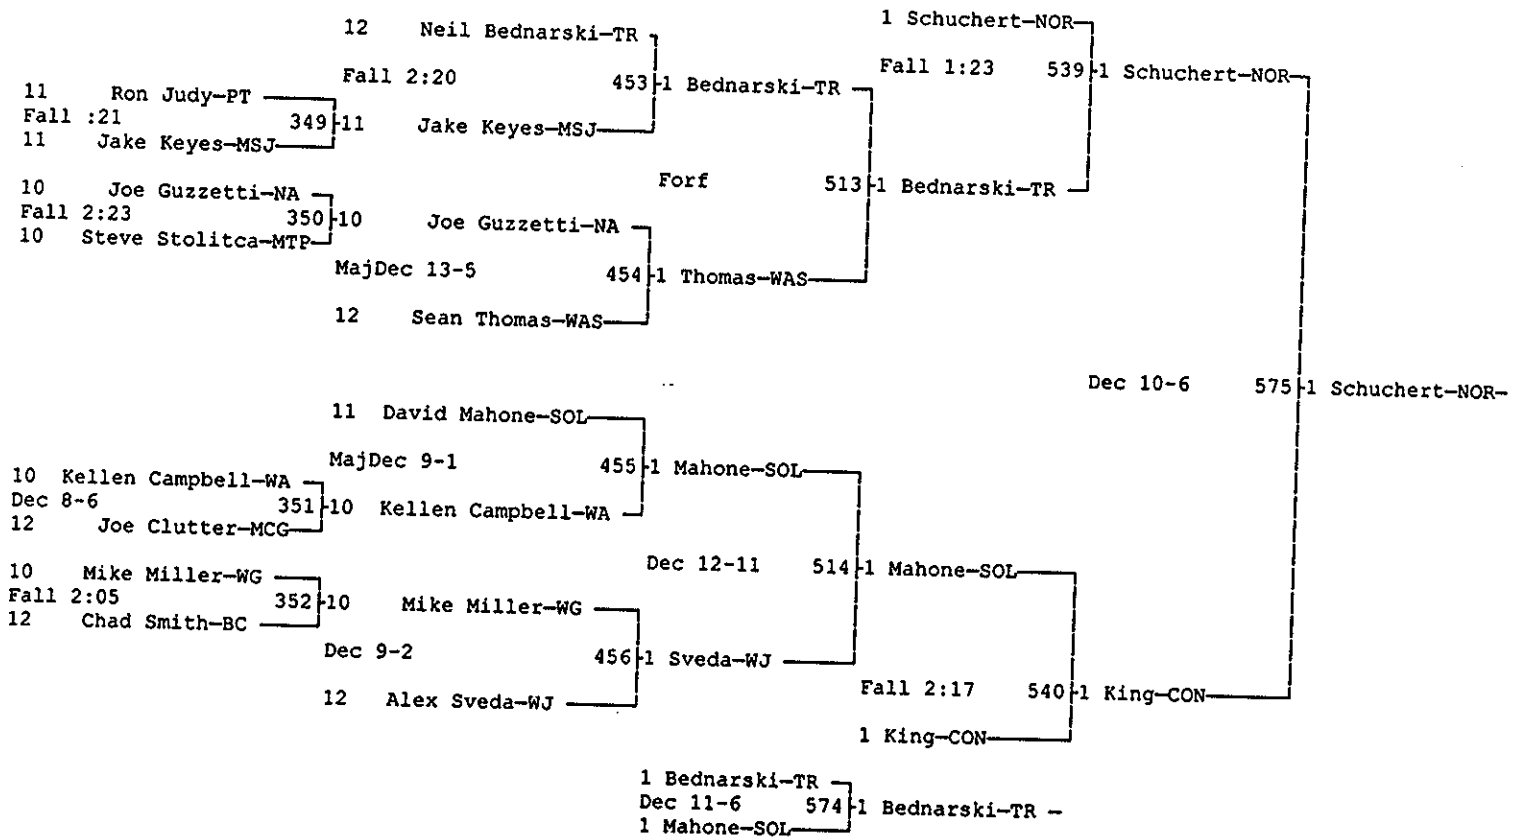 1 Schuchert—NOR
12 Neil Bednarski—TR
Fall 1:23 539 1 Schuchert—NOR
Fall 2:20 453 1 Bednarski—TR
11 Ron Judy—PT
Fall :21 349 11 Jake Keyes—MSJ
11 Jake Keyes—MSJ
Forf 513 1 Bednarski—TR
10 Joe Guzzetti—NA
Fall 2:23 350 10 Joe Guzzetti—NA
10 Steve Stolitca—MTP
MajDec 13-5 454 1 Thomas—WAS
12 Sean Thomas—WAS
Dec 10-6 575 1 Schuchert—NOR-
11 David Mahone—SOL
MajDec 9-1 455 1 Mahone—SOL
10 Kellen Campbell—WA
Dec 8-6 351 10 Kellen Campbell—WA
12 Joe Clutter—MCG
Dec 12-11 514 1 Mahone—SOL
10 Mike Miller—WG
Fall 2:05 352 10 Mike Miller—WG
12 Chad Smith—BC
Dec 9-2 456 1 Sveda—WJ
Fall 2:17 540 1 King—CON
12 Alex Sveda—WJ
1 King—CON
1 Bednarski—TR
Dec 11-6 574 1 Bednarski—TR -
1 Mahone—SOL